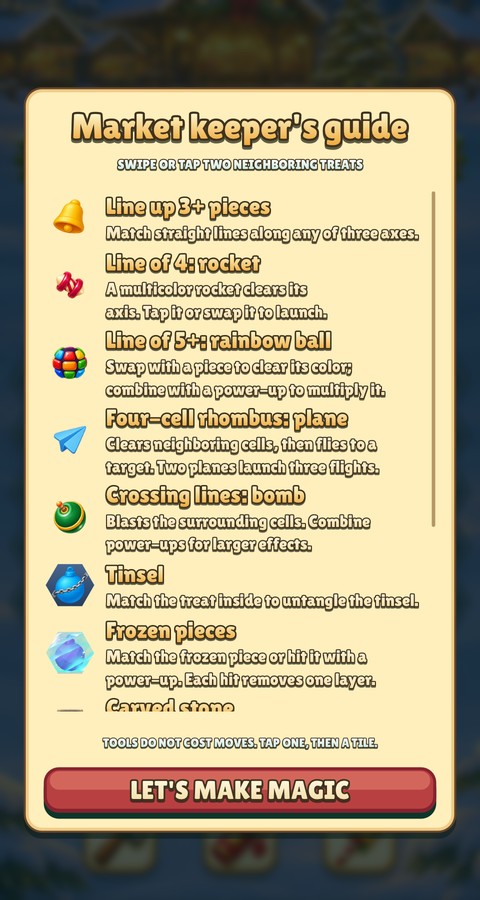 Market keeper's guide
SWIPE OR TAP TWO NEIGHBORING TREATS
Line up 3+ pieces
Match straight lines along any of three axes.
Line of 4: rocket
A multicolor rocket clears its
axis. Tap it or swap it to launch.
Line of 5+: rainbow ball
Swap with a piece to clear its color;
combine with a power-up to multiply it.
Four-cell rhombus: plane
Clears neighboring cells, then flies to a
target. Two planes launch three flights.
Crossing lines: bomb
Blasts the surrounding cells. Combine
power-ups for larger effects.
Tinsel
Match the treat inside to untangle the tinsel.
Frozen pieces
Match the frozen piece or hit it with a
power-up. Each hit removes one layer.
Carved stone
TOOLS DO NOT COST MOVES. TAP ONE, THEN A TILE.
LET'S MAKE MAGIC